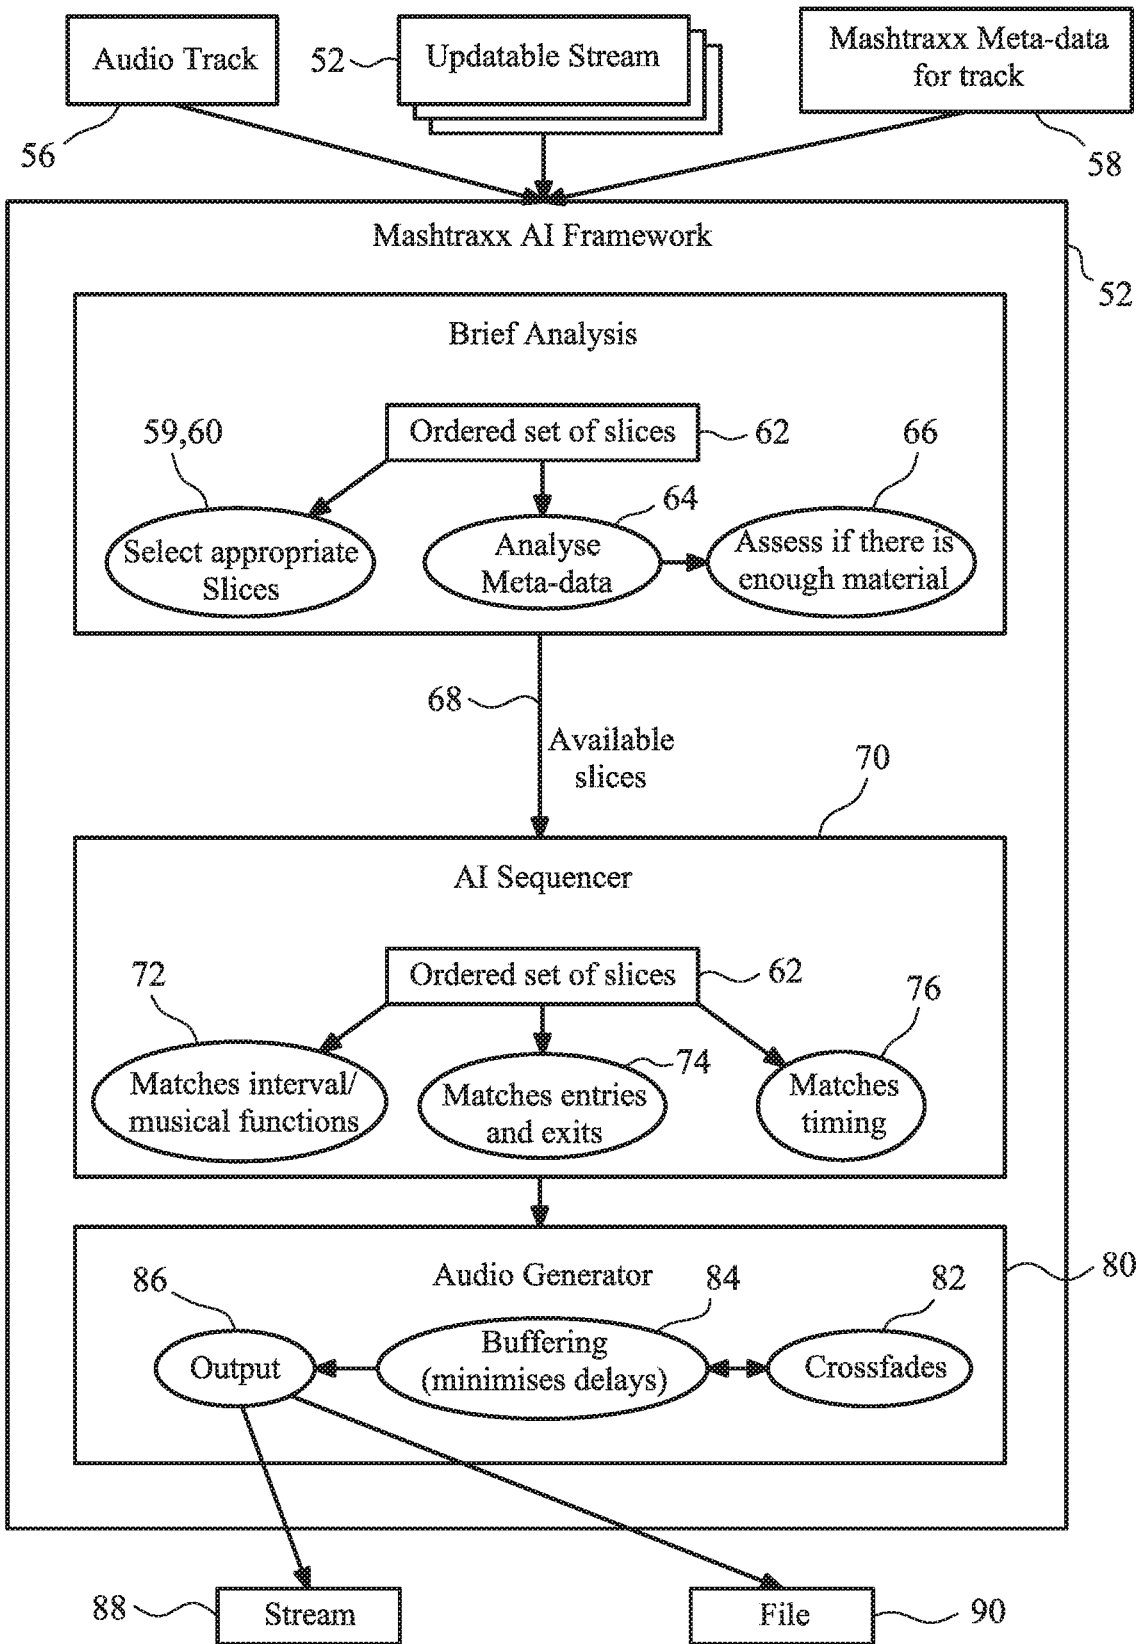 Audio Track
52
Updatable Stream
Mashtraxx Meta-data
for track
56
58
Mashtraxx AI Framework
52
Brief Analysis
59,60
Ordered set of slices
62
66
64
Select appropriate
Slices
Analyse
Meta-data
Assess if there is
enough material
68
Available
slices
70
AI Sequencer
72
Ordered set of slices
62
76
74
Matches interval/
musical functions
Matches entries
and exits
Matches
timing
86
Audio Generator
84
82
80
Output
Buffering
(minimises delays)
Crossfades
88
Stream
File
90